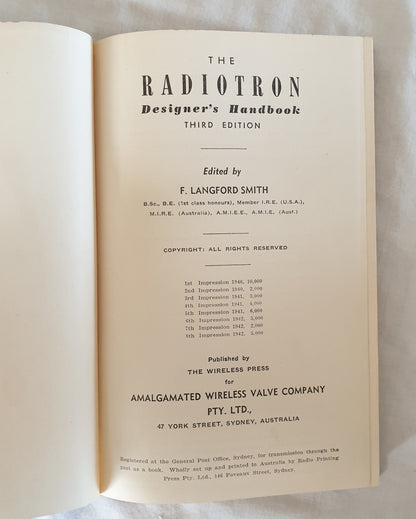 THE
RADIOTRON
Designer's Handbook
THIRD EDITION
Edited by
F. LANGFORD SMITH
B.Sc., B.E. (1st class honours), Member I.R.E. (U.S.A.),
M.I.R.E. (Australia), A.M.I.E.E., A.M.I.E. (Aust.)
COPYRIGHT: ALL RIGHTS RESERVED
1st Impression 1940, 10,000
2nd Impression 1940, 2,000
3rd Impression 1941, 3,000
4th Impression 1941, 4,000
5th Impression 1941, 6,000
6th Impression 1942, 5,000
7th Impression 1942, 2,000
8th Impression 1942, 5,000
Published by
THE WIRELESS PRESS
for
AMALGAMATED WIRELESS VALVE COMPANY
PTY. LTD.,
47 YORK STREET, SYDNEY, AUSTRALIA
Registered at the General Post Office, Sydney, for transmission through the
post as a book. Wholly set up and printed in Australia by Radio Printing
Press Pty. Ltd., 146 Foveaux Street, Sydney.